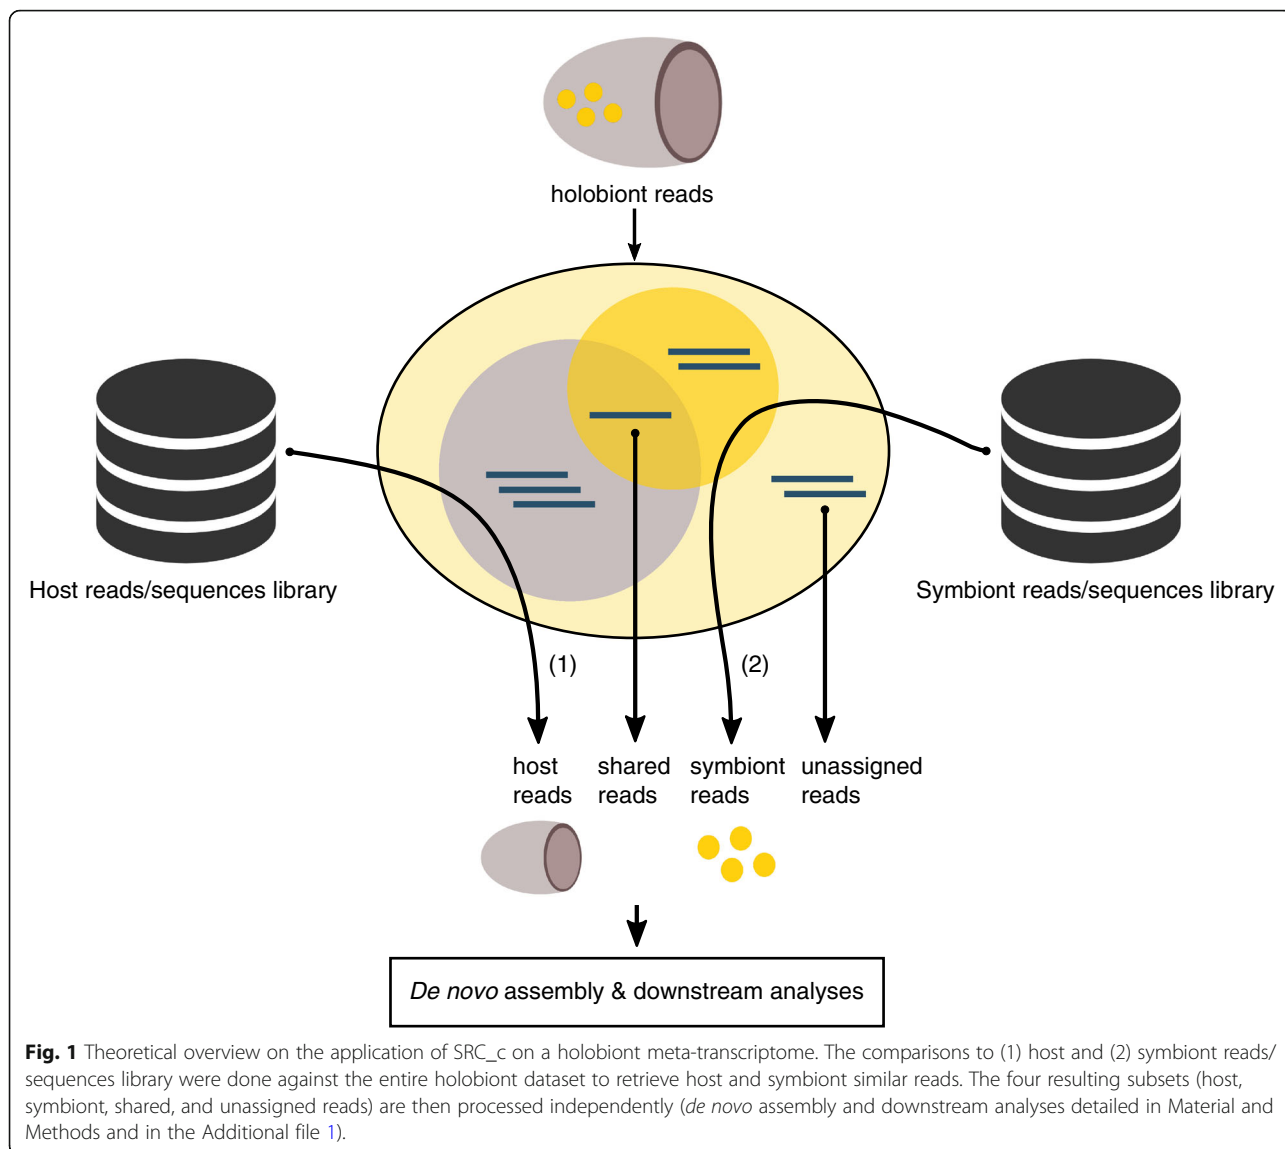 holobiont reads
Host reads/sequences library
Symbiont reads/sequences library
(1)
(2)
host
reads
shared
reads
symbiont
reads
unassigned
reads
De novo assembly & downstream analyses
Fig. 1 Theoretical overview on the application of SRC_c on a holobiont meta-transcriptome. The comparisons to (1) host and (2) symbiont reads/
sequences library were done against the entire holobiont dataset to retrieve host and symbiont similar reads. The four resulting subsets (host,
symbiont, shared, and unassigned reads) are then processed independently (de novo assembly and downstream analyses detailed in Material and
Methods and in the Additional file 1).